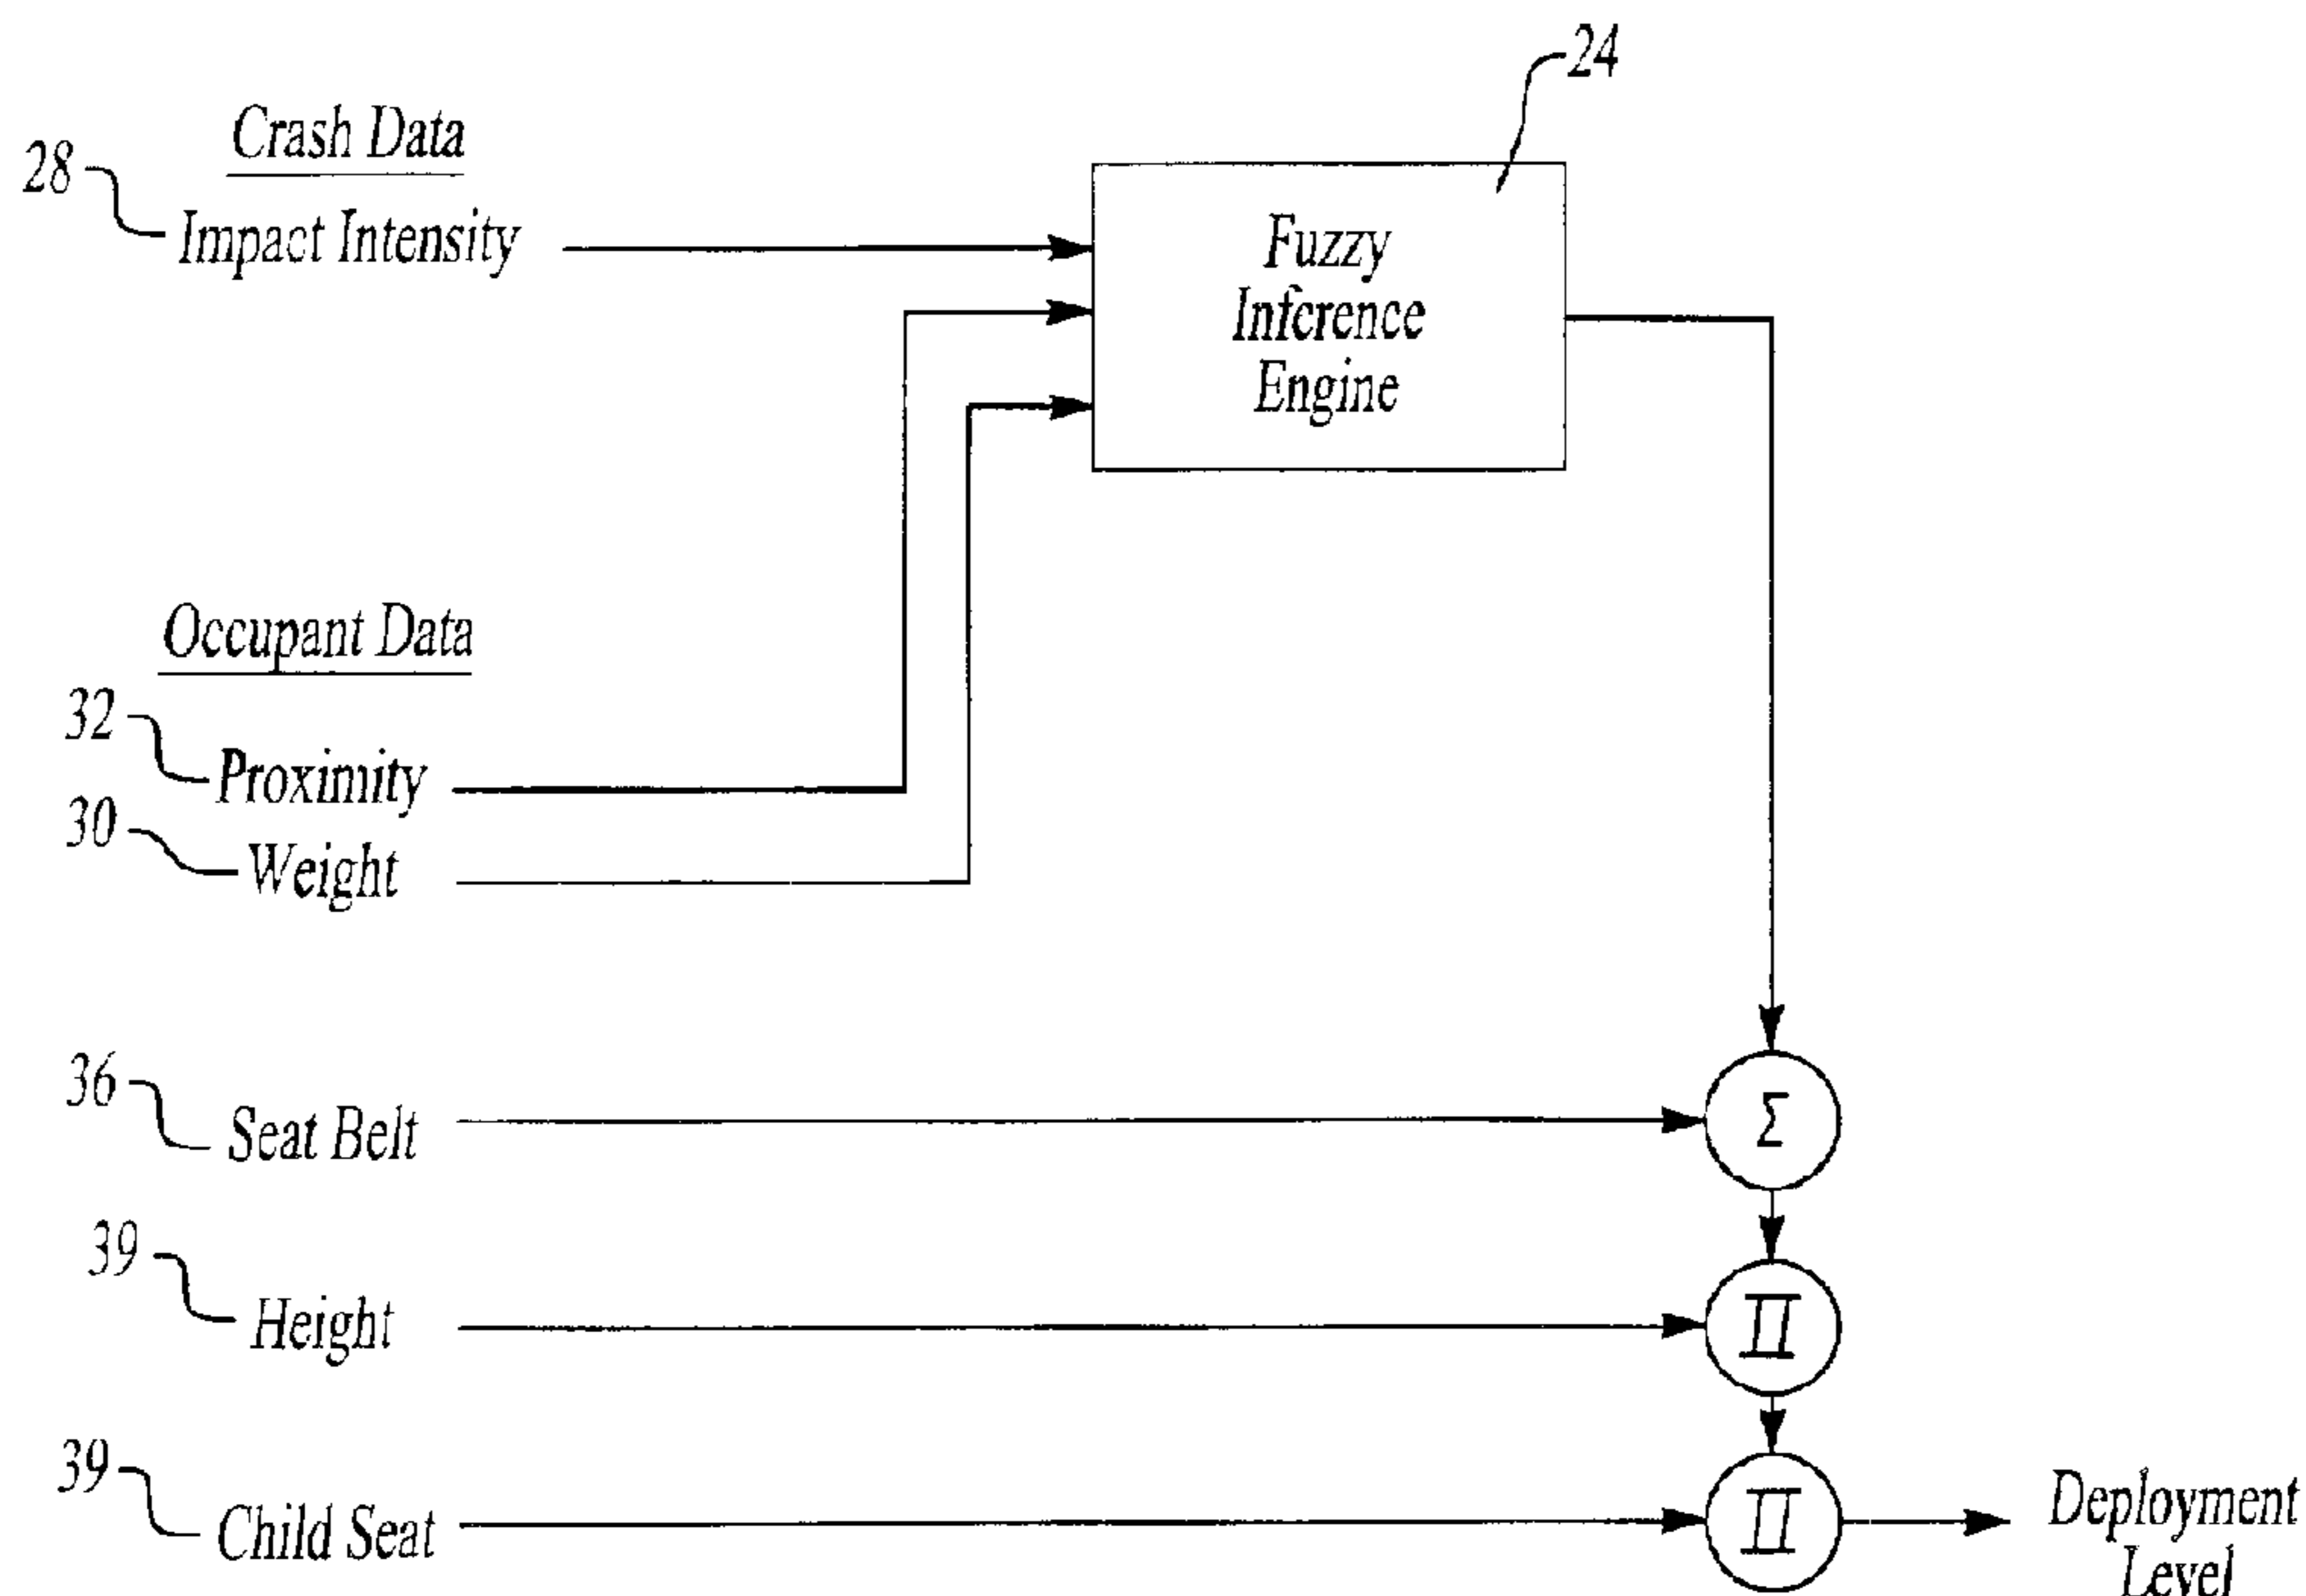 24
Crash Data
28
Impact Intensity
Fuzzy
Inference
Engine
Occupant Data
32
Proximity
30
Weight
36
Seat Belt
Σ
39
Height
Π
39
Child Seat
Π
Deployment
Level